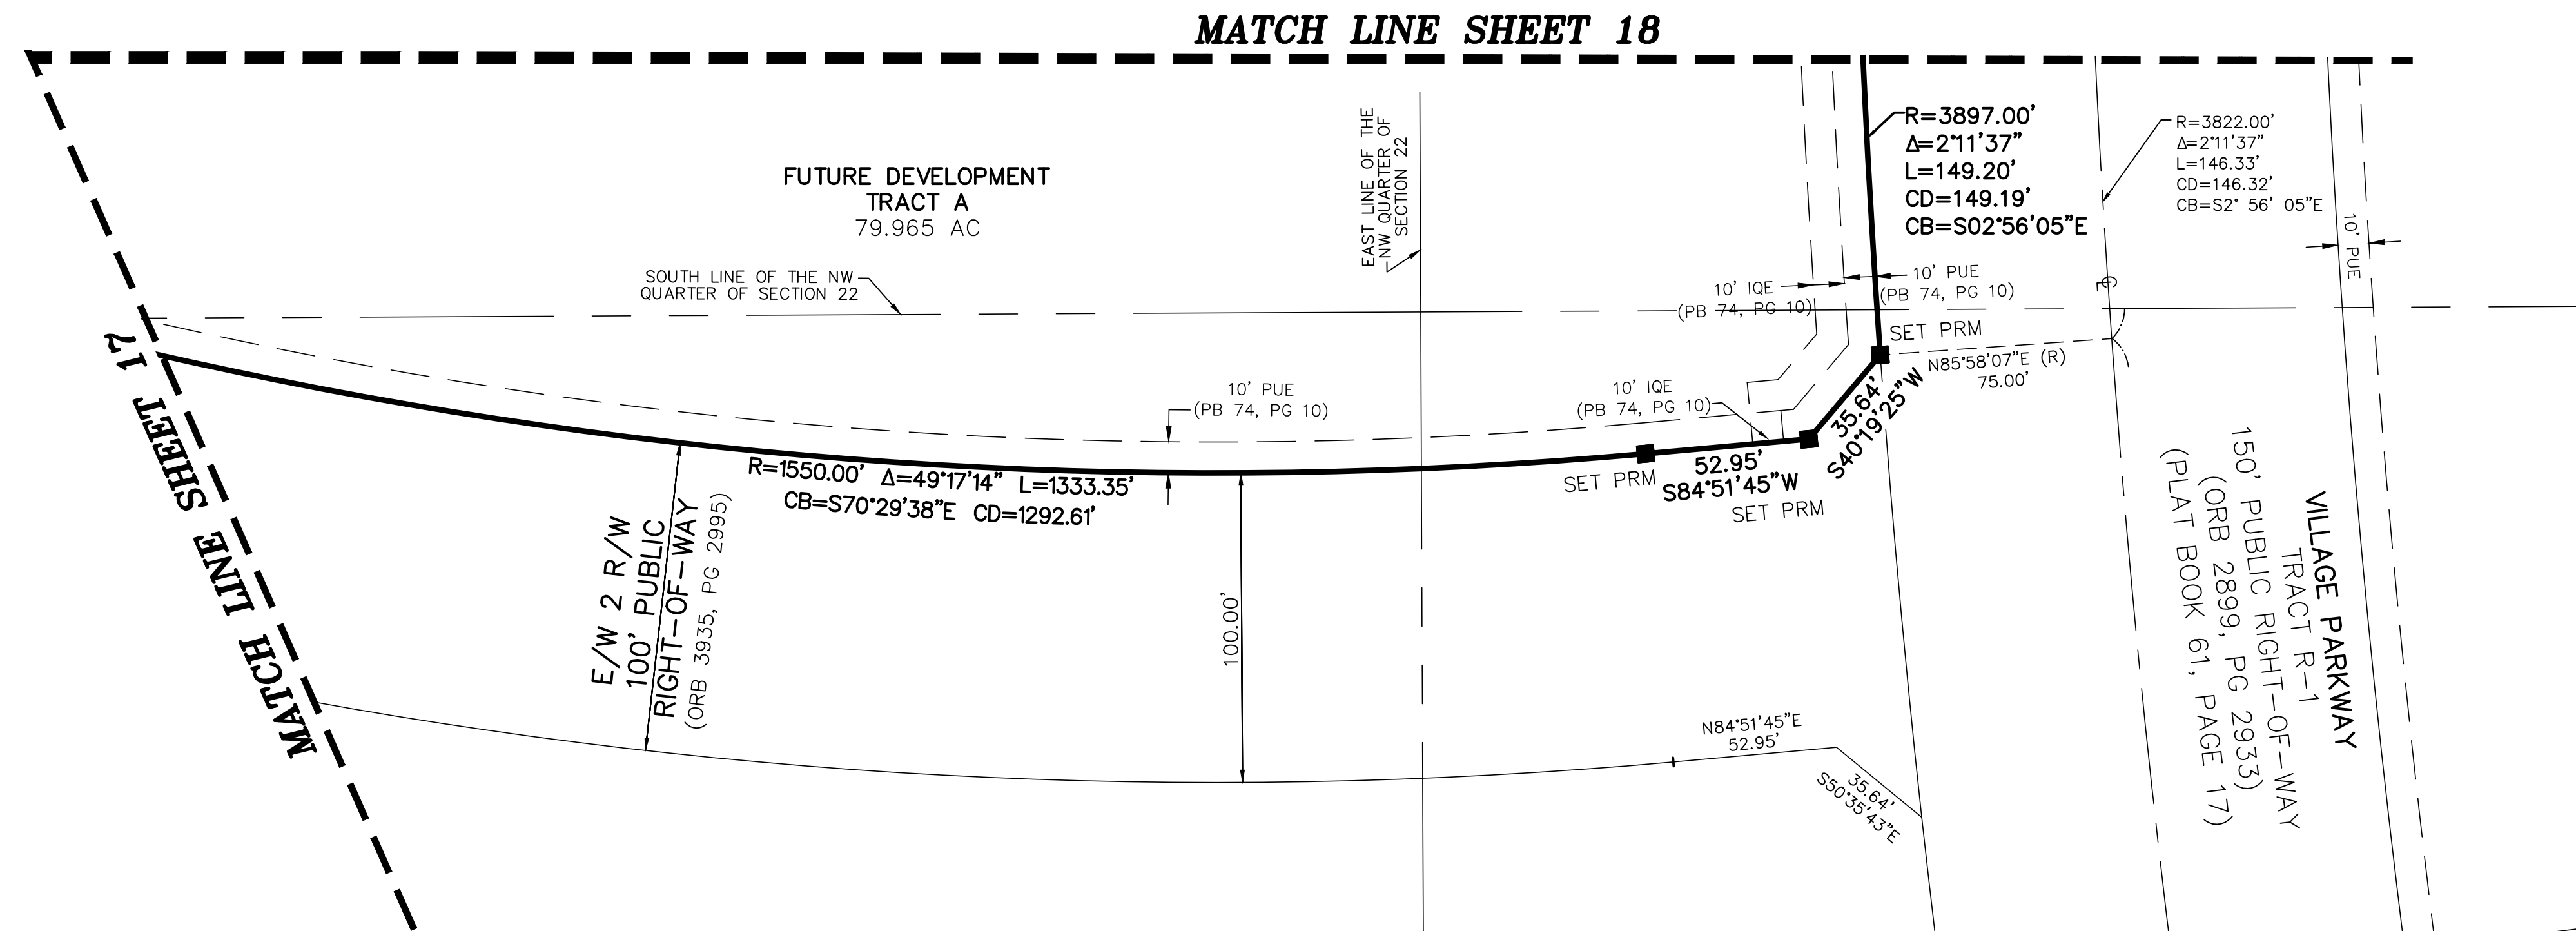 MATCH LINE SHEET 18
R=3897.00'
Δ=2°11'37"
L=149.20'
CD=149.19'
CB=S02°56'05"E
R=3822.00'
Δ=2°11'37"
L=146.33'
CD=146.32'
CB=S2° 56' 05"E
EAST LINE OF THE
NW QUARTER OF
SECTION 22
FUTURE DEVELOPMENT
TRACT A
79.965 AC
SOUTH LINE OF THE NW
QUARTER OF SECTION 22
10' PUE
10' IQE
(PB 74, PG 10)
10' PUE
(PB 74, PG 10)
℄
SET PRM
N85°58'07"E (R)
75.00'
MATCH LINE SHEET 17
10' PUE
(PB 74, PG 10)
10' IQE
(PB 74, PG 10)
35.64'
S40°19'25"W
R=1550.00' Δ=49°17'14" L=1333.35'
CB=S70°29'38"E CD=1292.61'
SET PRM
52.95'
S84°51'45"W
SET PRM
E/W 2 R/W
100' PUBLIC
RIGHT-OF-WAY
(ORB 3935, PG 2995)
100.00'
N84°51'45"E
52.95'
35.64'
S50°35'43"E
VILLAGE PARKWAY
TRACT R-1
150' PUBLIC RIGHT-OF-WAY
(ORB 2899, PG 2933)
(PLAT BOOK 61, PAGE 17)